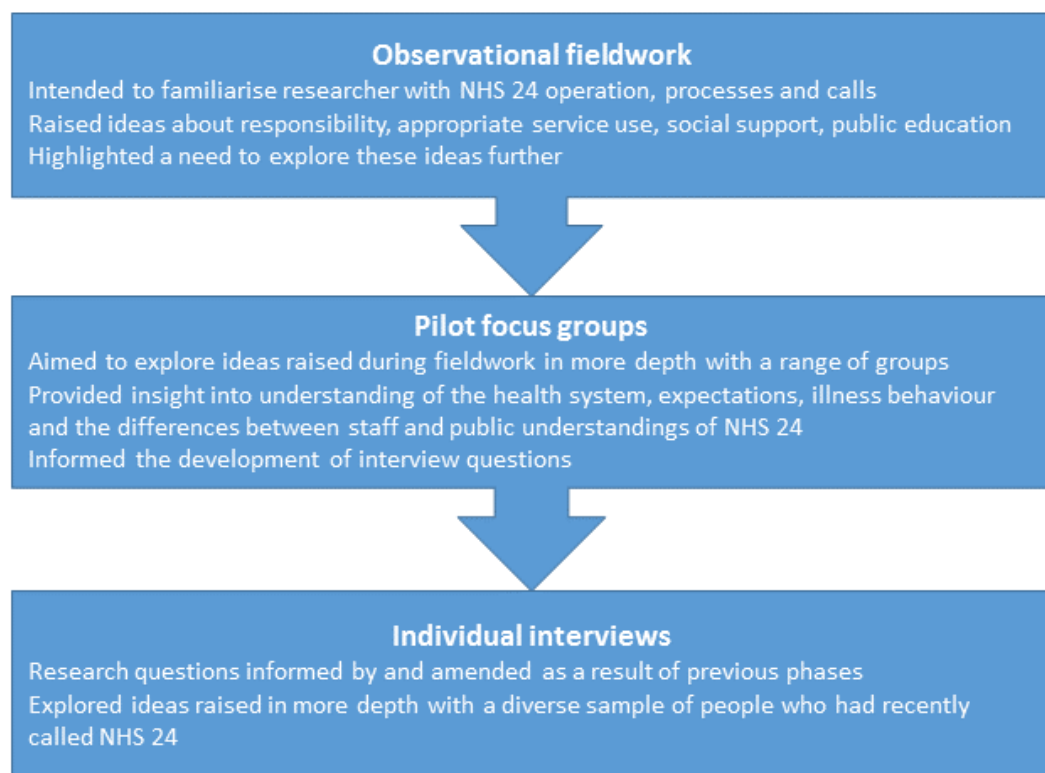 Observational fieldwork
Intended to familiarise researcher with NHS 24 operation, processes and calls
Raised ideas about responsibility, appropriate service use, social support, public education
Highlighted a need to explore these ideas further
Pilot focus groups
Aimed to explore ideas raised during fieldwork in more depth with a range of groups
Provided insight into understanding of the health system, expectations, illness behaviour
and the differences between staff and public understandings of NHS 24
Informed the development of interview questions
Individual interviews
Research questions informed by and amended as a result of previous phases
Explored ideas raised in more depth with a diverse sample of people who had recently
called NHS 24